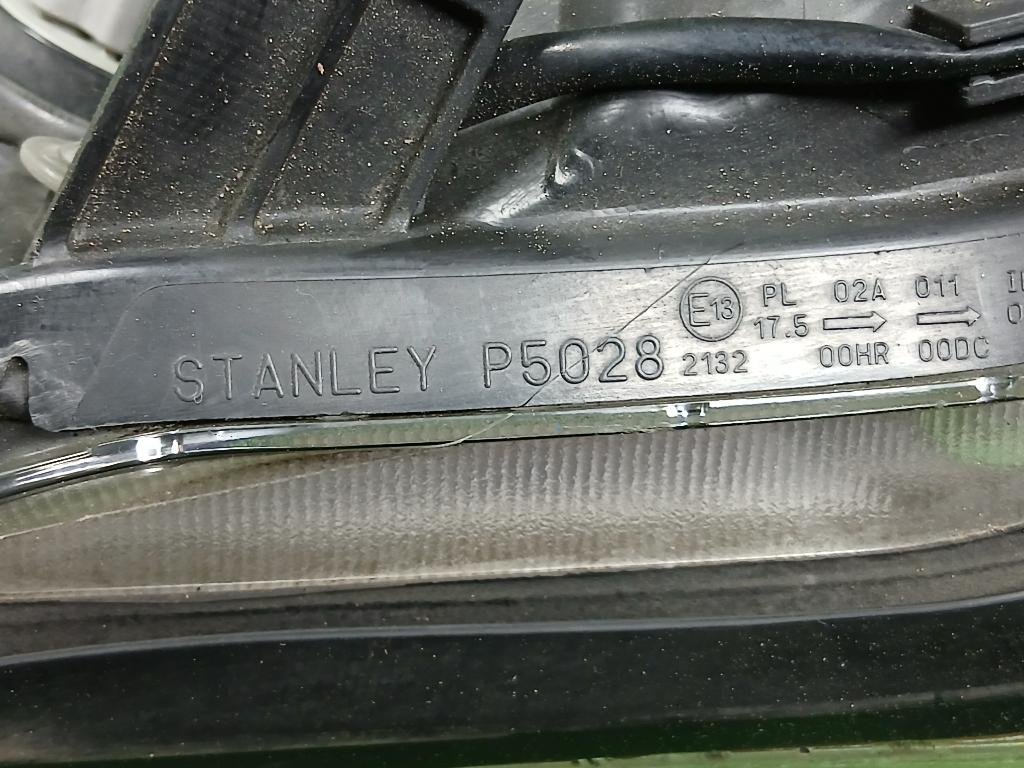 STANLEY P5028
E13
2132
PL
17.5
02A
00HR
011
00DC